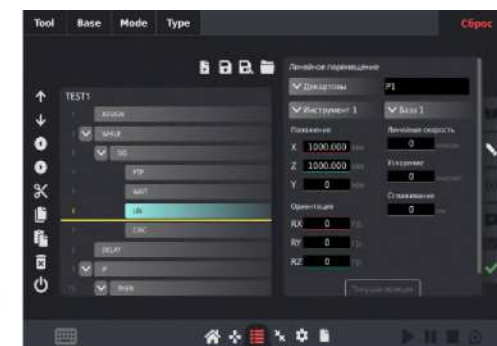 Tool Base Mode Type Сброс
Линейное перемещение
Декартовы P1
Инструмент 1 База 1
TEST1
ASSIGN
WHILE
PTP
WAIT
LIN
CIRC
DELAY
IF
THEN
Положение Линейная скорость
X 1000.000 0
Ускорение
Z 1000.000 0
Y 0 Сглаживание
Ориентация 0
RX 0
RY 0
RZ 0
Текущая позиция